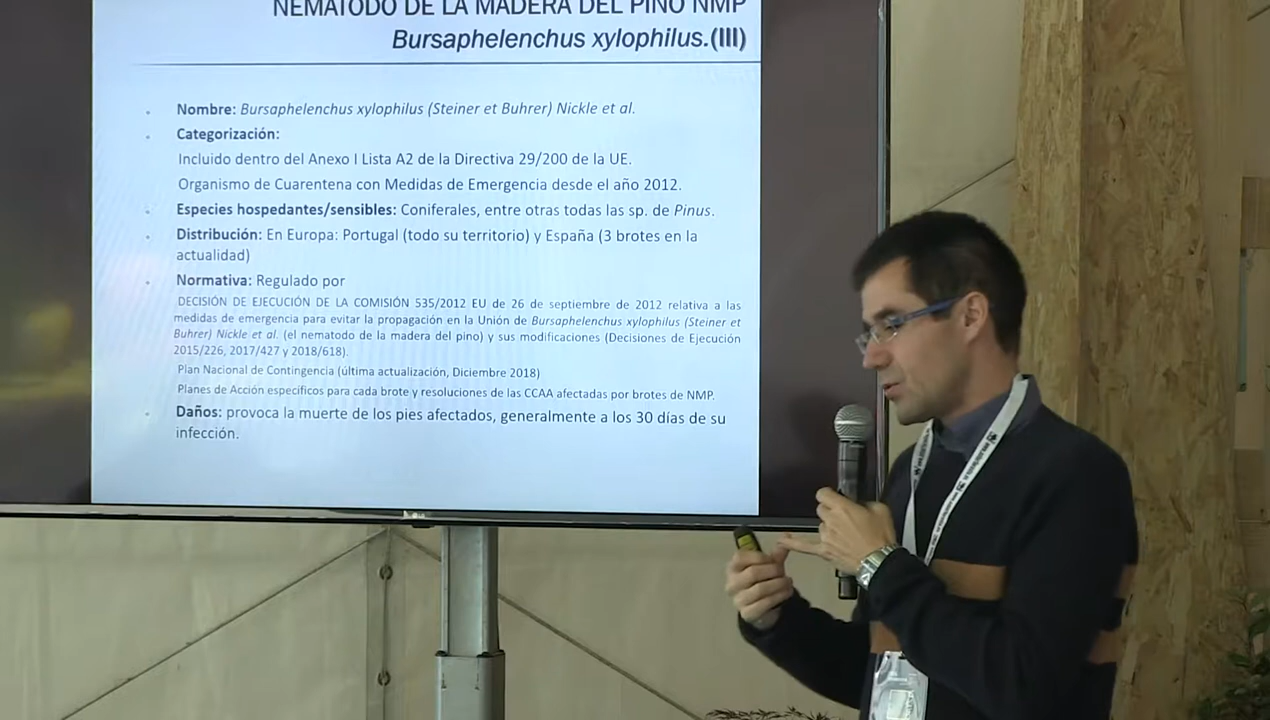 NEMATODO DE LA MADERA DEL PINO NMP
Bursaphelenchus xylophilus.(III)
Nombre: Bursaphelenchus xylophilus (Steiner et Buhrer) Nickle et al.
Categorización:
Incluido dentro del Anexo I Lista A2 de la Directiva 29/200 de la UE.
Organismo de Cuarentena con Medidas de Emergencia desde el año 2012.
Especies hospedantes/sensibles: Coniferales, entre otras todas las sp. de Pinus.
Distribución: En Europa: Portugal (todo su territorio) y España (3 brotes en la
actualidad)
Normativa: Regulado por
DECISIÓN DE EJECUCIÓN DE LA COMISIÓN 535/2012 EU de 26 de septiembre de 2012 relativa a las
medidas de emergencia para evitar la propagación en la Unión de Bursaphelenchus xylophilus (Steiner et
Buhrer) Nickle et al. (el nematodo de la madera del pino) y sus modificaciones (Decisiones de Ejecución
2015/226, 2017/427 y 2018/618).
Plan Nacional de Contingencia (última actualización, Diciembre 2018)
Planes de Acción específicos para cada brote y resoluciones de las CCAA afectadas por brotes de NMP.
Daños: provoca la muerte de los pies afectados, generalmente a los 30 días de su
infección.